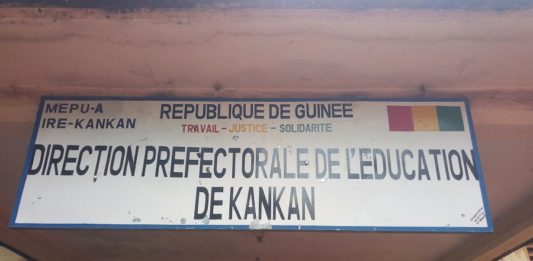 MEPU-A
REPUBLIQUE DE GUINEE
IRE-KANKAN
TRAVAIL - JUSTICE - SOLIDARITE
DIRECTION PREFECTORALE DE L'EDUCATION
DE KANKAN